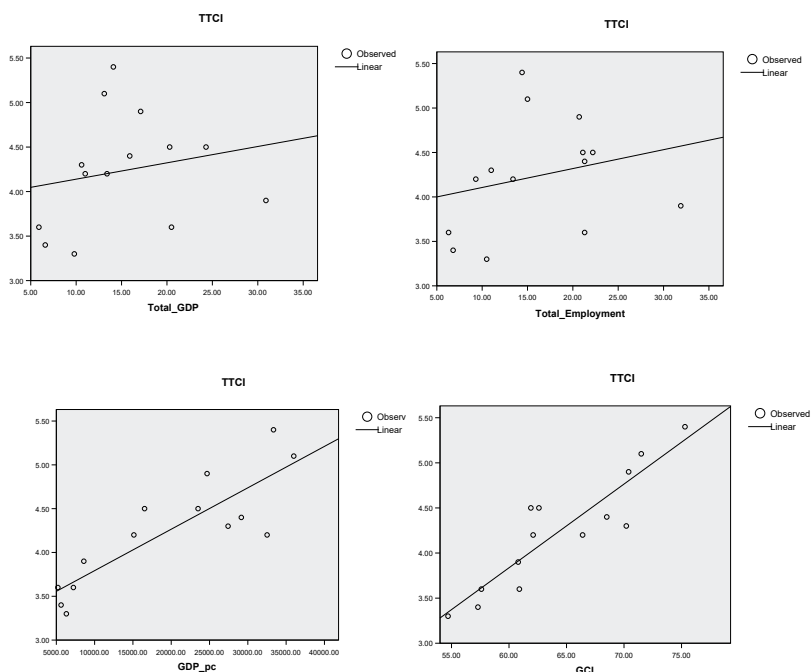 TTCI
Observed
Linear
5.50
5.00
4.50
4.00
3.50
3.00
5.00 10.00 15.00 20.00 25.00 30.00 35.00
Total_GDP
TTCI
Observed
Linear
5.50
5.00
4.50
4.00
3.50
3.00
5.00 10.00 15.00 20.00 25.00 30.00 35.00
Total_Employment
TTCI
Observ
Linear
5.50
5.00
4.50
4.00
3.50
3.00
5000.00 10000.00 15000.00 20000.00 25000.00 30000.00 35000.00 40000.00
GDP_pc
TTCI
Observed
Linear
5.50
5.00
4.50
4.00
3.50
3.00
55.00 60.00 65.00 70.00 75.00
GCI